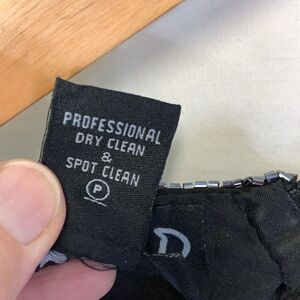 PROFESSIONAL
DRY CLEAN
&
SPOT CLEAN
P